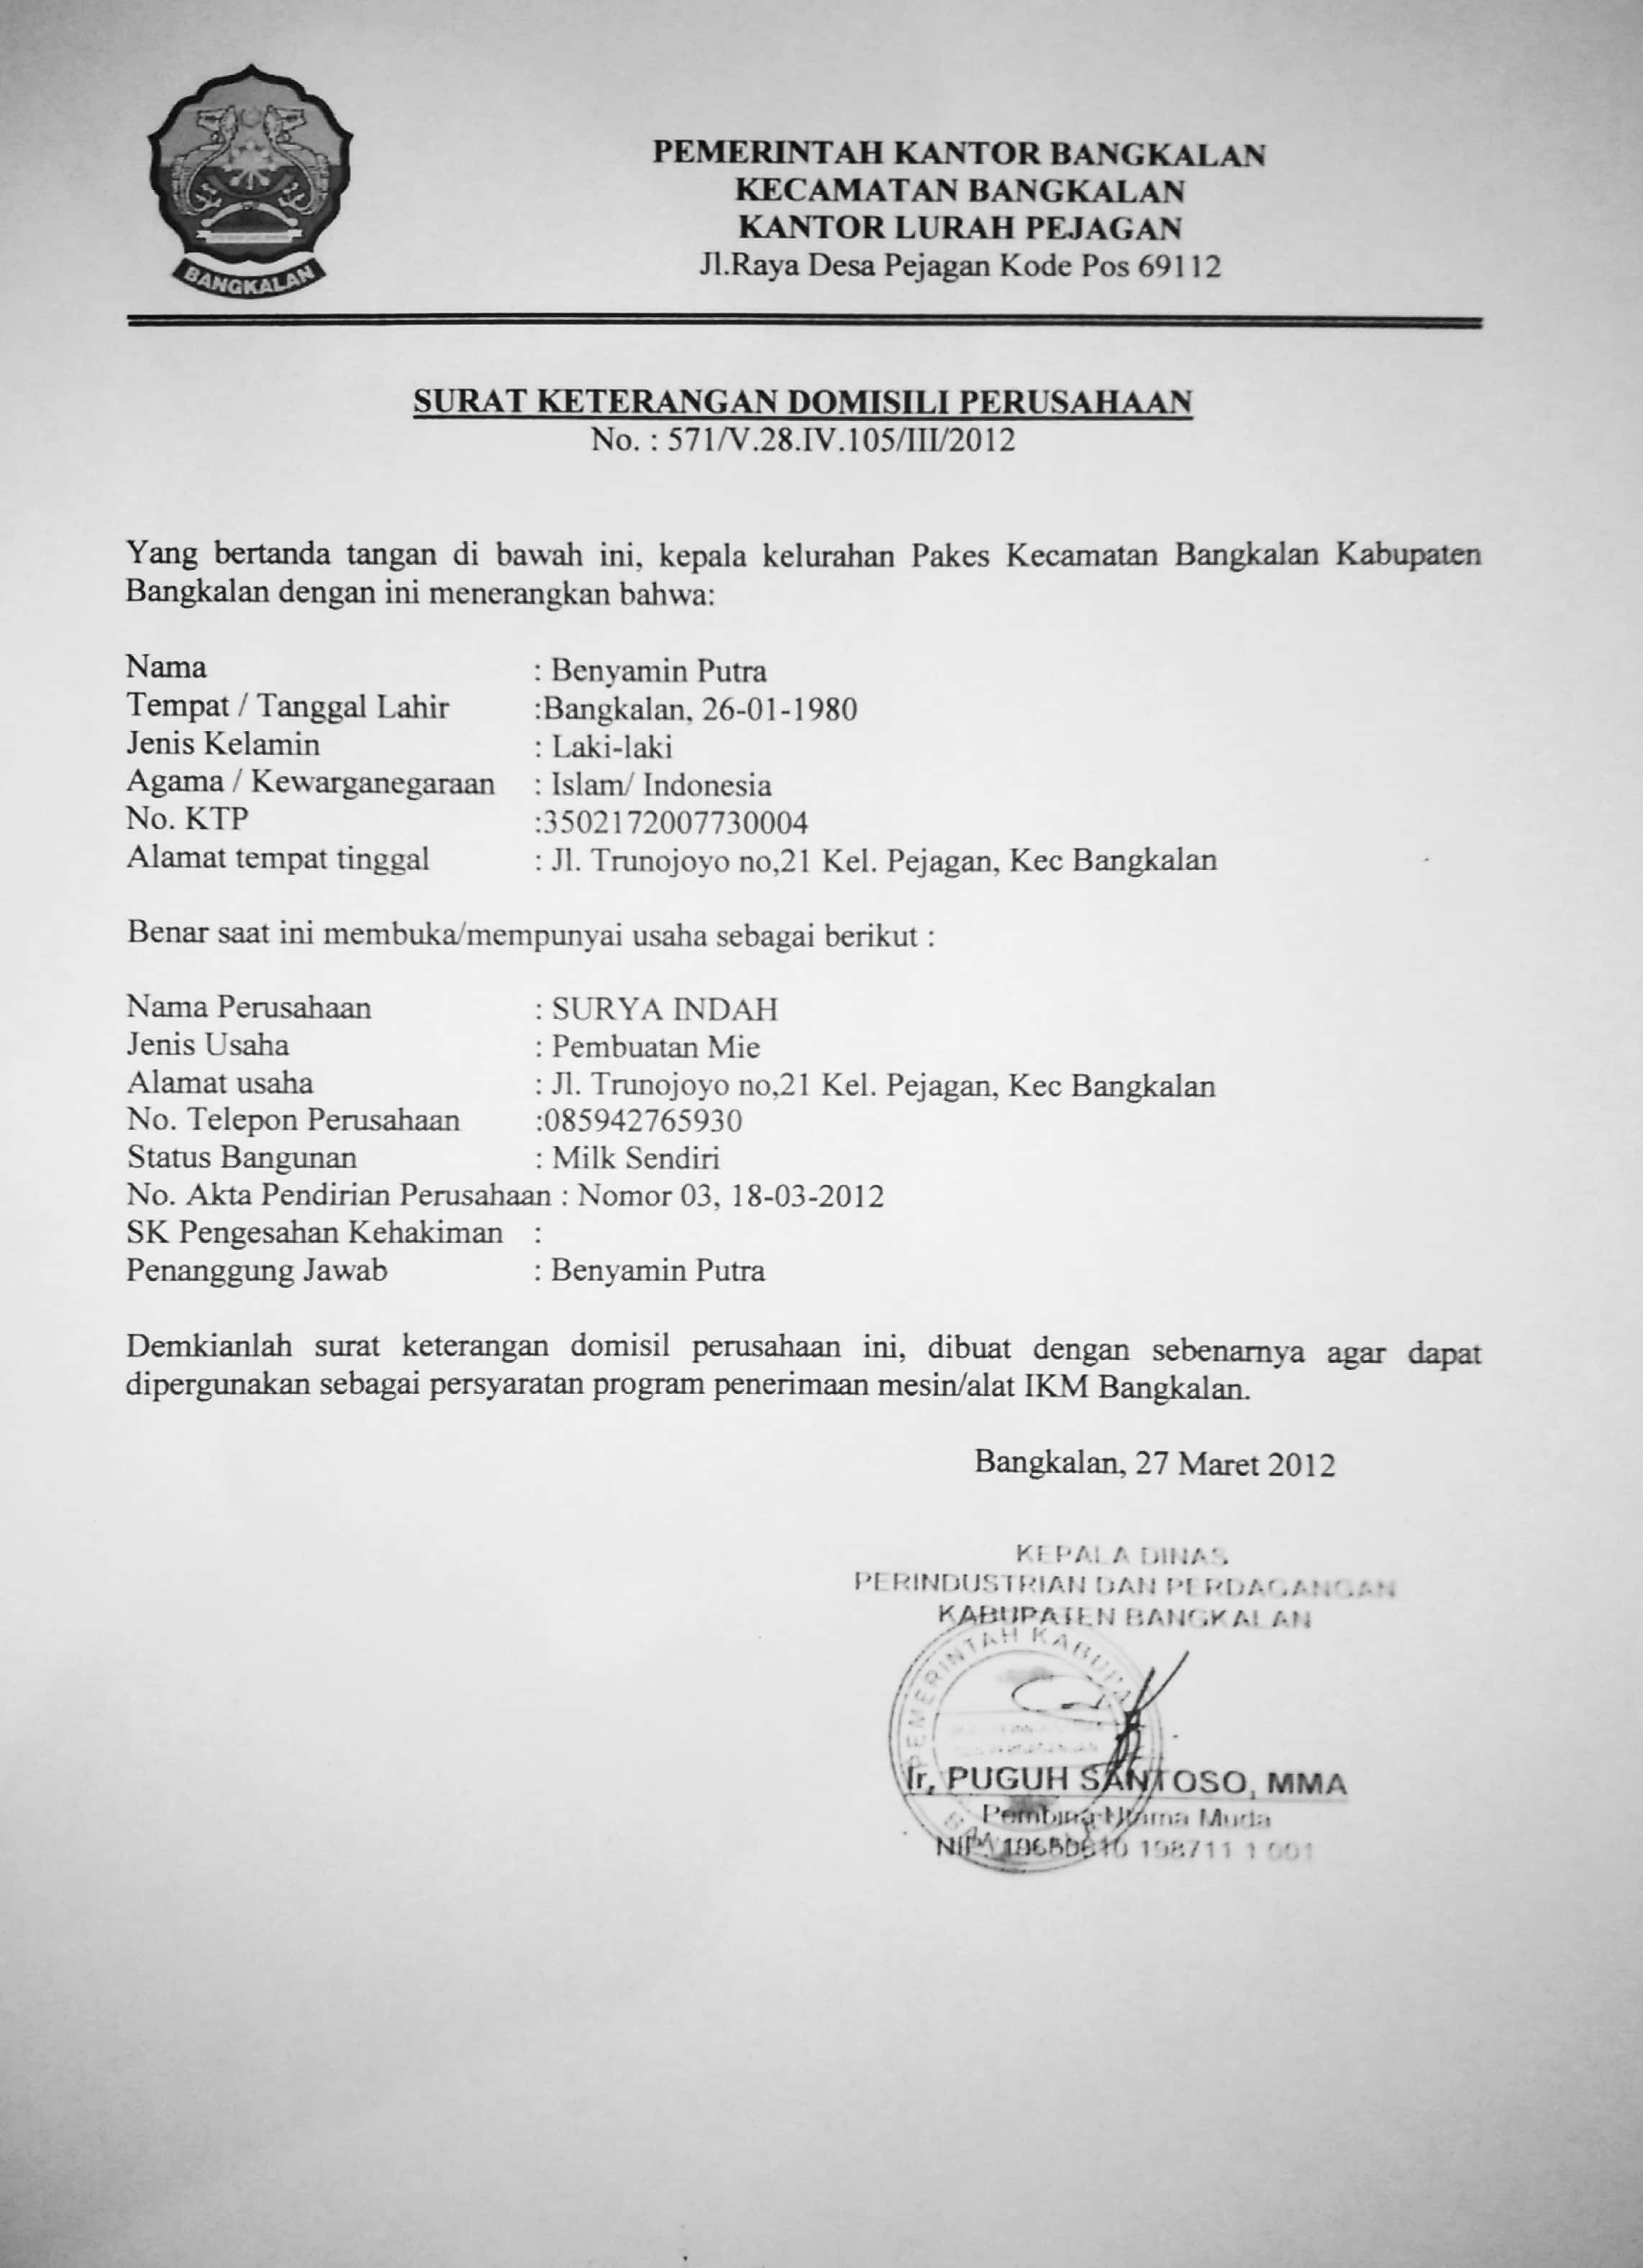 BANGKALAN
PEMERINTAH KANTOR BANGKALAN
KECAMATAN BANGKALAN
KANTOR LURAH PEJAGAN
Jl.Raya Desa Pejagan Kode Pos 69112
SURAT KETERANGAN DOMISILI PERUSAHAAN
No. : 571/V.28.IV.105/III/2012
Yang bertanda tangan di bawah ini, kepala kelurahan Pakes Kecamatan Bangkalan Kabupaten
Bangkalan dengan ini menerangkan bahwa:
Nama : Benyamin Putra
Tempat / Tanggal Lahir :Bangkalan, 26-01-1980
Jenis Kelamin : Laki-laki
Agama / Kewarganegaraan : Islam/ Indonesia
No. KTP :3502172007730004
Alamat tempat tinggal : Jl. Trunojoyo no,21 Kel. Pejagan, Kec Bangkalan
Benar saat ini membuka/mempunyai usaha sebagai berikut :
Nama Perusahaan : SURYA INDAH
Jenis Usaha : Pembuatan Mie
Alamat usaha : Jl. Trunojoyo no,21 Kel. Pejagan, Kec Bangkalan
No. Telepon Perusahaan :085942765930
Status Bangunan : Milk Sendiri
No. Akta Pendirian Perusahaan : Nomor 03, 18-03-2012
SK Pengesahan Kehakiman :
Penanggung Jawab : Benyamin Putra
Demkianlah surat keterangan domisil perusahaan ini, dibuat dengan sebenarnya agar dapat
dipergunakan sebagai persyaratan program penerimaan mesin/alat IKM Bangkalan.
Bangkalan, 27 Maret 2012
KEPALA DINAS
PERINDUSTRIAN DAN PERDAGANGAN
KABUPATEN BANGKALAN
PEMERINTAH KABUPA
Ir, PUGUH SANTOSO, MMA
Pembina Utama Muda
NIP. 198711 1 001